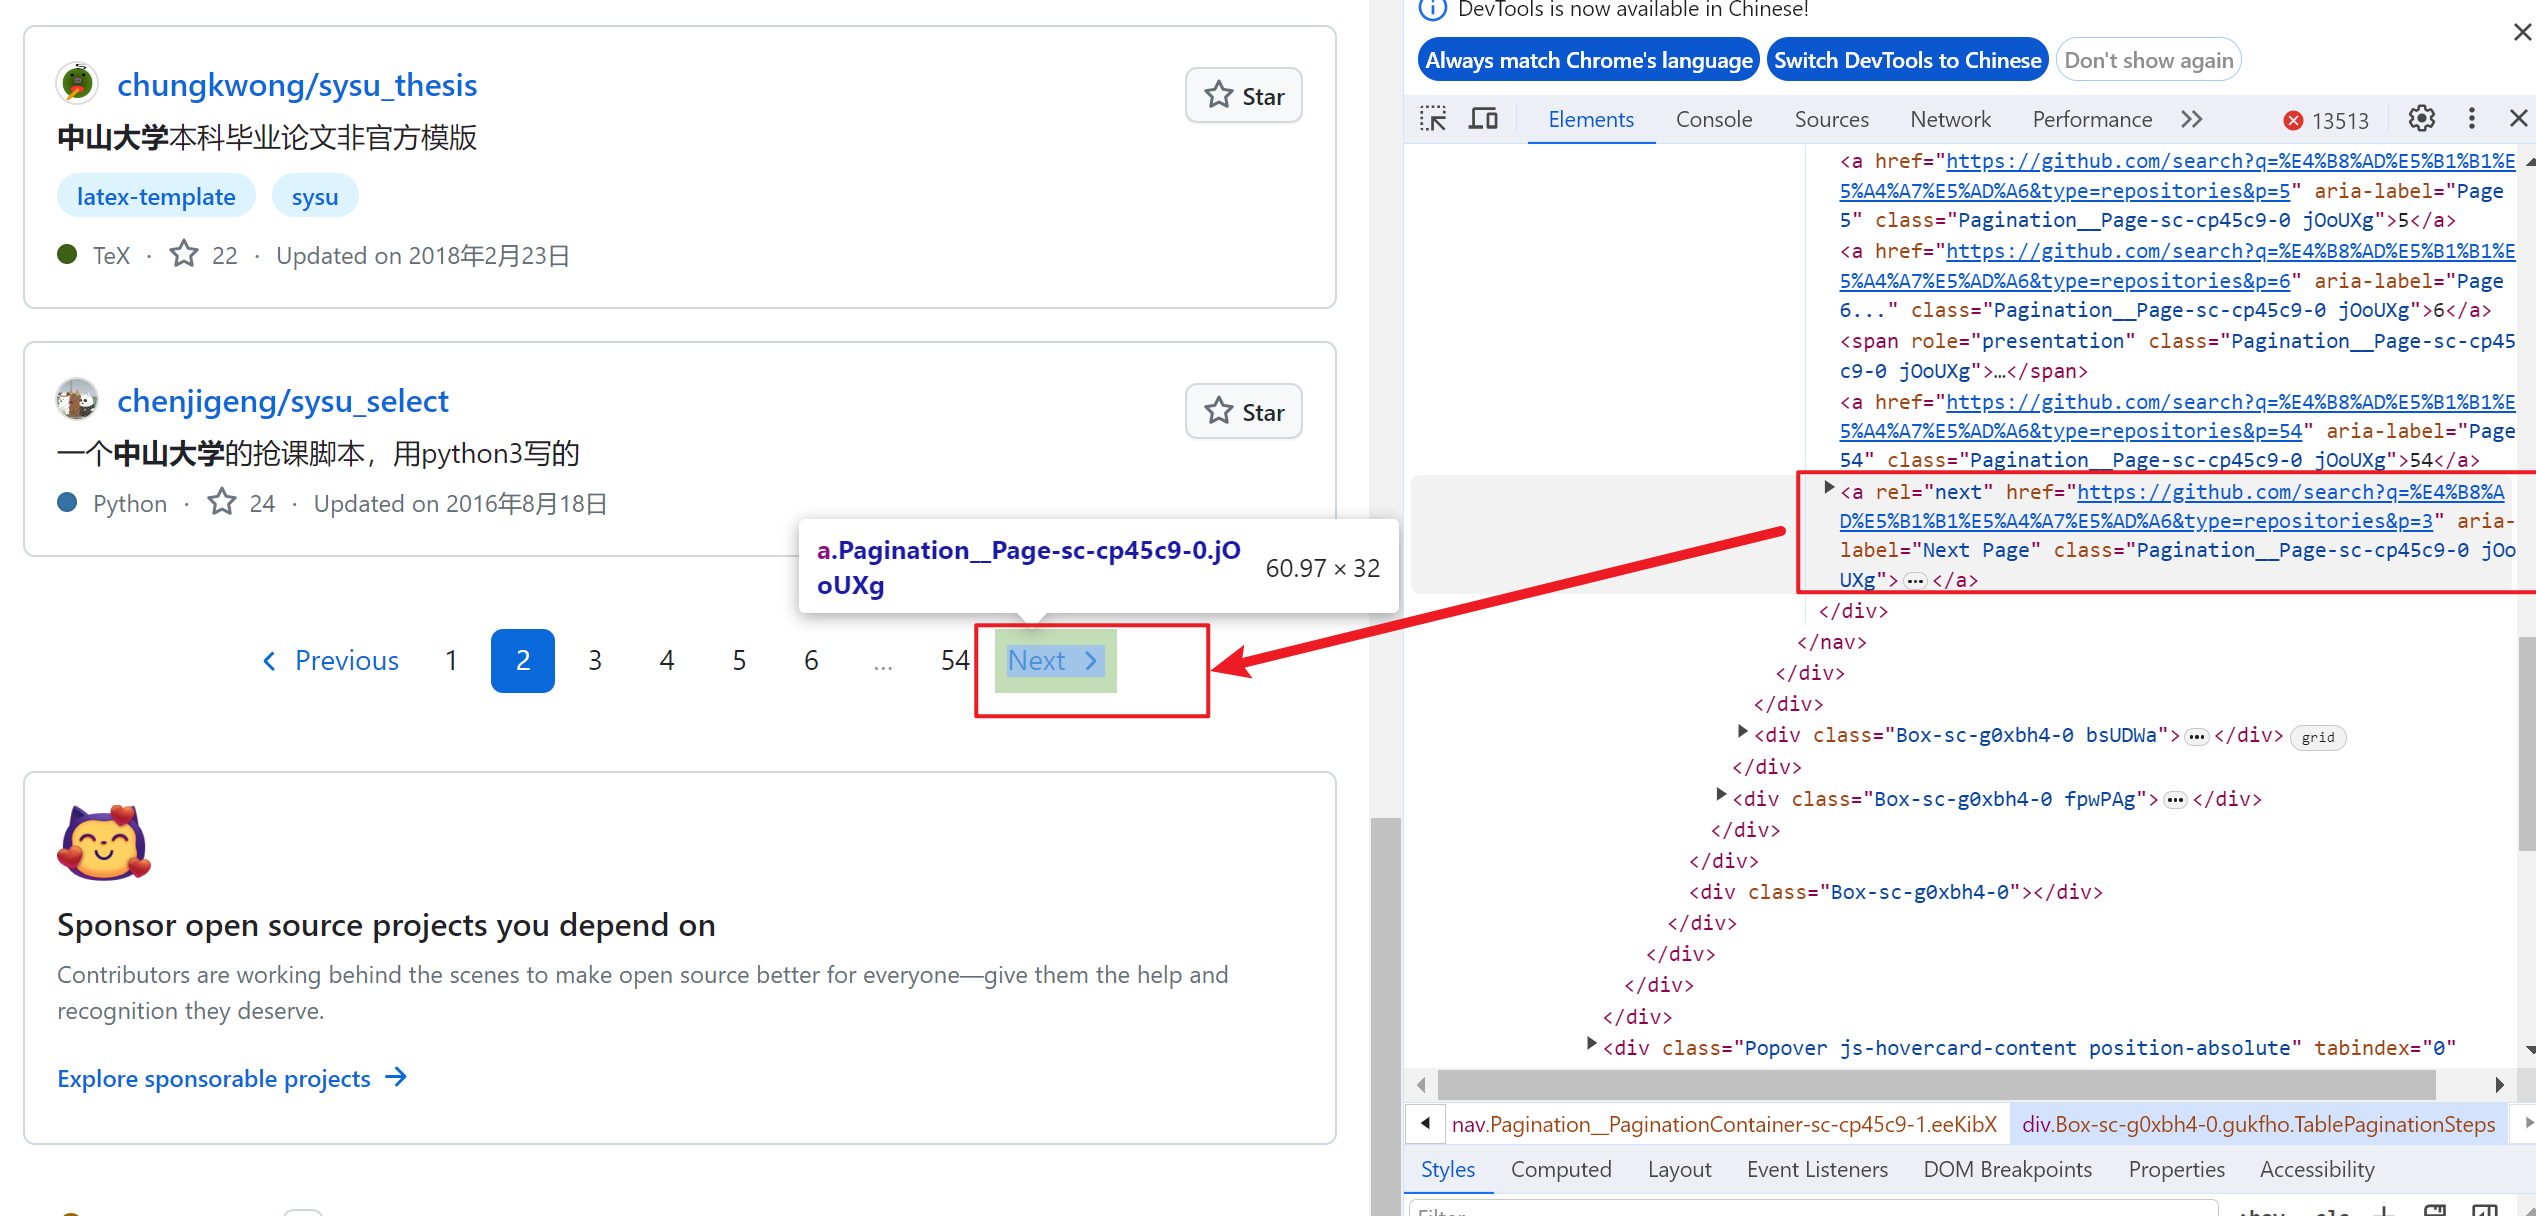 chungkwong/sysu_thesis
Star
中山大学本科毕业论文非官方模版
latex-template sysu
TeX · 22 · Updated on 2018年2月23日
chenjigeng/sysu_select
Star
一个中山大学的抢课脚本，用python3写的
Python · 24 · Updated on 2016年8月18日
a.Pagination__Page-sc-cp45c9-0.jO
oUXg
60.97 × 32
Previous 1 2 3 4 5 6 … 54 Next
Sponsor open source projects you depend on
Contributors are working behind the scenes to make open source better for everyone—give them the help and
recognition they deserve.
Explore sponsorable projects
DevTools is now available in Chinese!
Always match Chrome's language Switch DevTools to Chinese Don't show again
Elements Console Sources Network Performance 13513
<a href="https://github.com/search?q=%E4%B8%AD%E5%B1%B1%E
5%A4%A7%E5%AD%A6&type=repositories&p=5" aria-label="Page
5" class="Pagination__Page-sc-cp45c9-0 jOoUXg">5</a>
<a href="https://github.com/search?q=%E4%B8%AD%E5%B1%B1%E
5%A4%A7%E5%AD%A6&type=repositories&p=6" aria-label="Page
6..." class="Pagination__Page-sc-cp45c9-0 jOoUXg">6</a>
<span role="presentation" class="Pagination__Page-sc-cp45
c9-0 jOoUXg">…</span>
<a href="https://github.com/search?q=%E4%B8%AD%E5%B1%B1%E
5%A4%A7%E5%AD%A6&type=repositories&p=54" aria-label="Page
54" class="Pagination__Page-sc-cp45c9-0 jOoUXg">54</a>
<a rel="next" href="https://github.com/search?q=%E4%B8%A
D%E5%B1%B1%E5%A4%A7%E5%AD%A6&type=repositories&p=3" aria-
label="Next Page" class="Pagination__Page-sc-cp45c9-0 jOo
UXg">…</a>
</div>
</nav>
</div>
</div>
<div class="Box-sc-g0xbh4-0 bsUDWa">…</div> grid
</div>
<div class="Box-sc-g0xbh4-0 fpwPAg">…</div>
</div>
</div>
<div class="Box-sc-g0xbh4-0"></div>
</div>
</div>
</div>
</div>
<div class="Popover js-hovercard-content position-absolute" tabindex="0"
nav.Pagination__PaginationContainer-sc-cp45c9-1.eeKibX div.Box-sc-g0xbh4-0.gukfho.TablePaginationSteps
Styles Computed Layout Event Listeners DOM Breakpoints Properties Accessibility